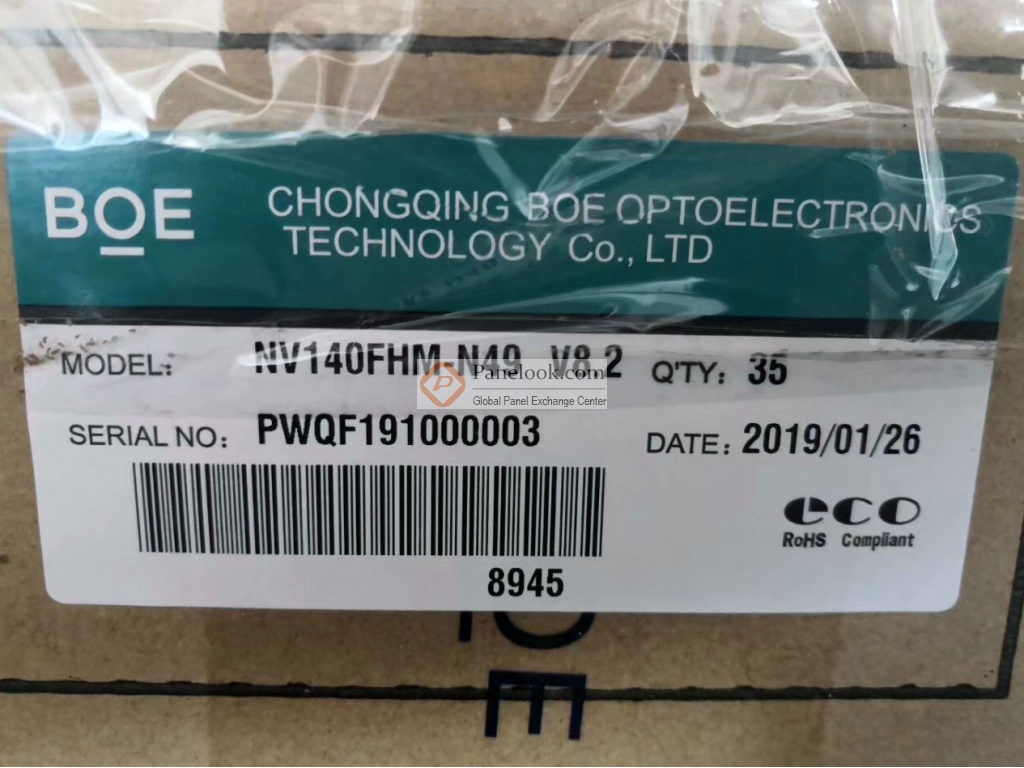 BOE
CHONGQING BOE OPTOELECTRONICS
TECHNOLOGY Co., LTD
MODEL: NV140FHM-N49 V8.2 Q'TY: 35
Panelook.com
Global Panel Exchange Center
SERIAL NO: PWQF191000003 DATE: 2019/01/26
eco
RoHS Compliant
8945